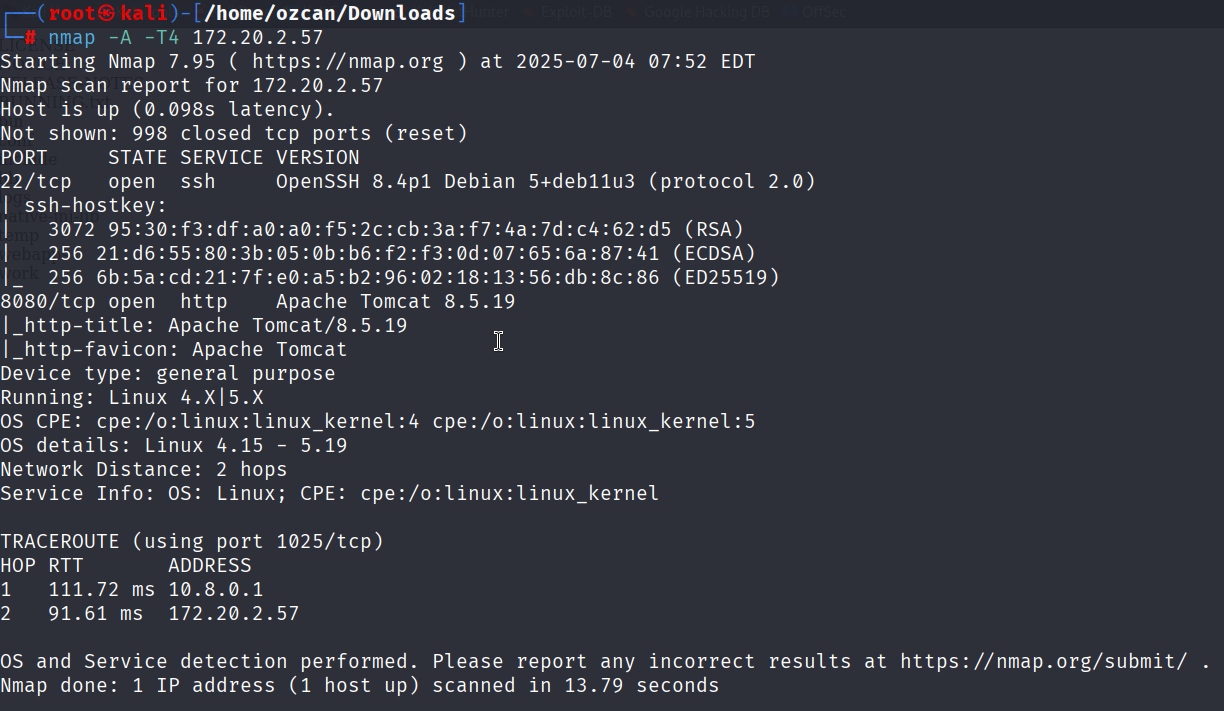 ┌──(root㉿kali)-[/home/ozcan/Downloads]
└─# nmap -A -T4 172.20.2.57
Starting Nmap 7.95 ( https://nmap.org ) at 2025-07-04 07:52 EDT
Nmap scan report for 172.20.2.57
Host is up (0.098s latency).
Not shown: 998 closed tcp ports (reset)
PORT     STATE SERVICE VERSION
22/tcp   open  ssh     OpenSSH 8.4p1 Debian 5+deb11u3 (protocol 2.0)
| ssh-hostkey:
|   3072 95:30:f3:df:a0:a0:f5:2c:cb:3a:f7:4a:7d:c4:62:d5 (RSA)
|   256 21:d6:55:80:3b:05:0b:b6:f2:f3:0d:07:65:6a:87:41 (ECDSA)
|_  256 6b:5a:cd:21:7f:e0:a5:b2:96:02:18:13:56:db:8c:86 (ED25519)
8080/tcp open  http    Apache Tomcat 8.5.19
|_http-title: Apache Tomcat/8.5.19
|_http-favicon: Apache Tomcat
Device type: general purpose
Running: Linux 4.X|5.X
OS CPE: cpe:/o:linux:linux_kernel:4 cpe:/o:linux:linux_kernel:5
OS details: Linux 4.15 - 5.19
Network Distance: 2 hops
Service Info: OS: Linux; CPE: cpe:/o:linux:linux_kernel

TRACEROUTE (using port 1025/tcp)
HOP RTT       ADDRESS
1   111.72 ms 10.8.0.1
2   91.61 ms  172.20.2.57

OS and Service detection performed. Please report any incorrect results at https://nmap.org/submit/ .
Nmap done: 1 IP address (1 host up) scanned in 13.79 seconds